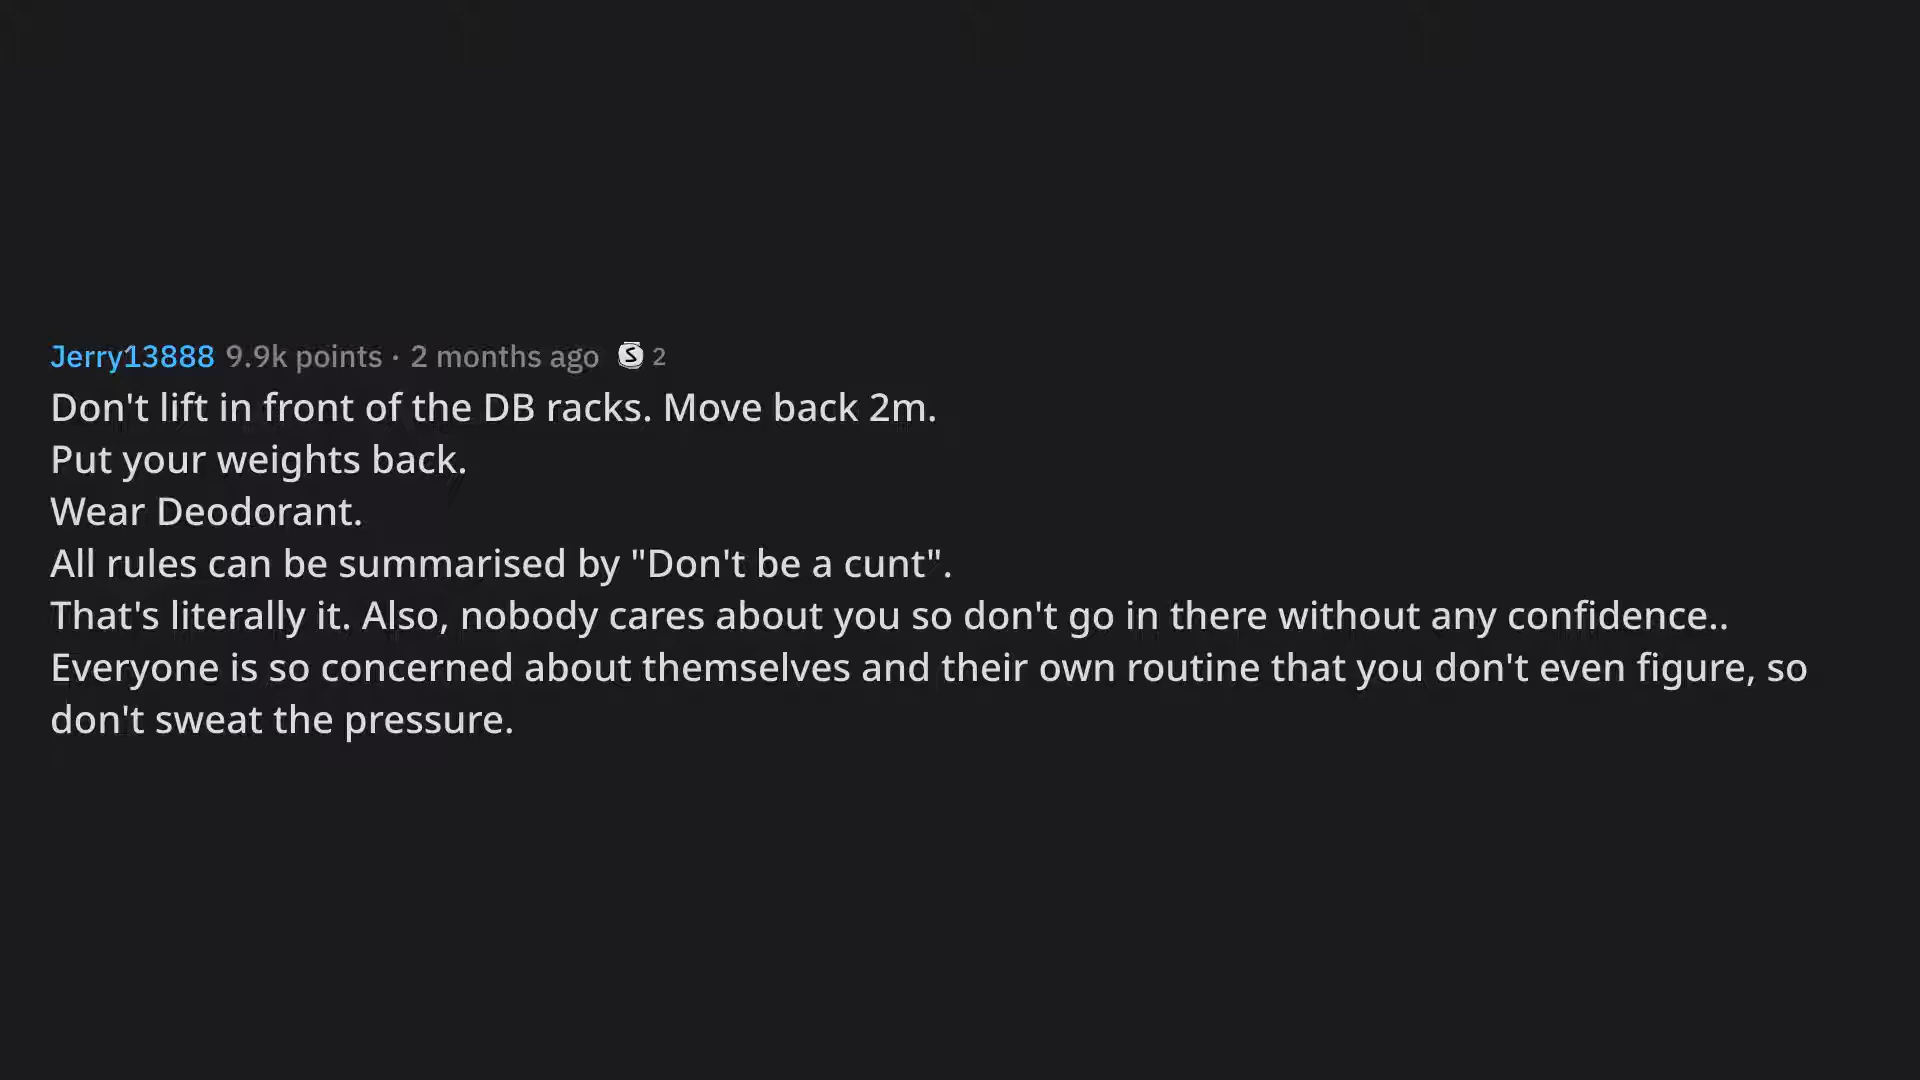 Jerry13888 9.9k points · 2 months ago S 2
Don't lift in front of the DB racks. Move back 2m.
Put your weights back.
Wear Deodorant.
All rules can be summarised by "Don't be a cunt".
That's literally it. Also, nobody cares about you so don't go in there without any confidence..
Everyone is so concerned about themselves and their own routine that you don't even figure, so
don't sweat the pressure.